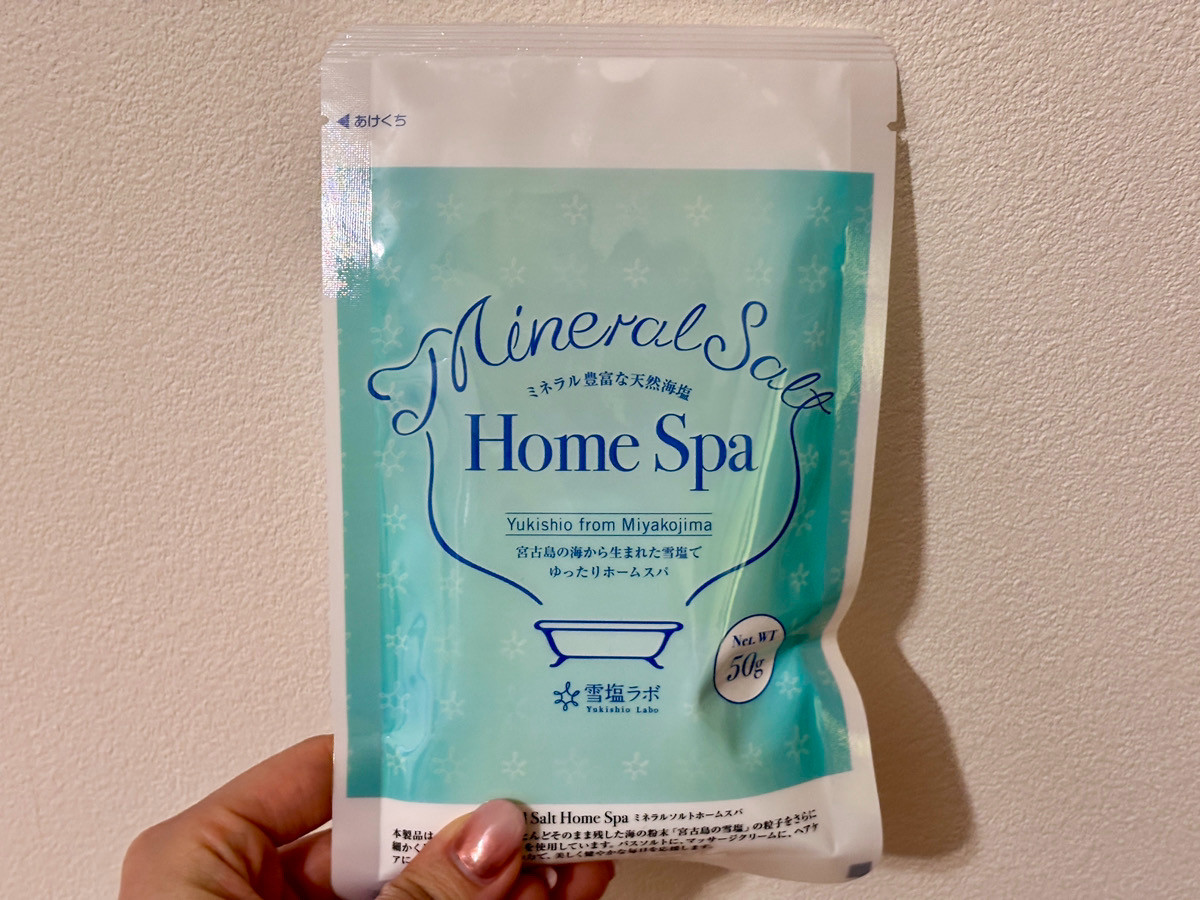 あけくち
Mineral Salt
ミネラル豊富な天然海塩
Home Spa
Yukishio from Miyakojima
宮古島の海から生まれた雪塩で
ゆったりホームスパ
Net. WT
50g
雪塩ラボ
Yukishio Labo
Salt Home Spa ミネラルソルトホームスパ
本製品は んどそのまま残した海の粉末「宮古島の雪塩」の粒子をさらに
細かく を使用しています。バスソルトに、マッサージクリームに、ヘアケ
アに で、美しく健やかな毎日を応援します。